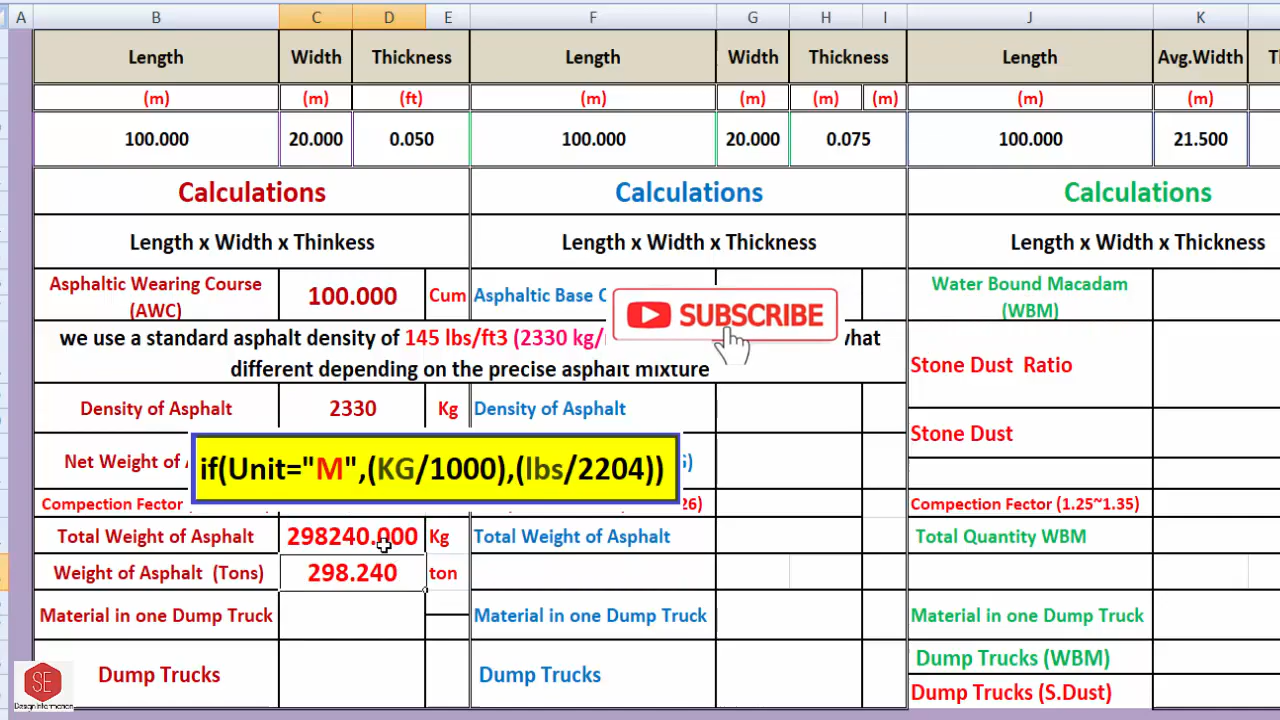 A B C D E F G H I J K
Length Width Thickness Length Width Thickness Length Avg.Width
(m) (m) (ft) (m) (m) (m) (m) (m) (m)
100.000 20.000 0.050 100.000 20.000 0.075 100.000 21.500
Calculations Calculations Calculations
Length x Width x Thinkess Length x Width x Thickness Length x Width x Thickness
Asphaltic Wearing Course
(AWC)
100.000 Cum Asphaltic Base
SUBSCRIBE
Water Bound Macadam
(WBM)
we use a standard asphalt density of 145 lbs/ft3 (2330 kg/
different depending on the precise asphalt mixture
Stone Dust Ratio
Density of Asphalt 2330 Kg Density of Asphalt
Stone Dust
Net Weight of
if(Unit="M",(KG/1000),(lbs/2204))
Compection Factor 26) Compection Factor (1.25~1.35)
Total Weight of Asphalt 298240.000 Kg Total Weight of Asphalt Total Quantity WBM
Weight of Asphalt (Tons) 298.240 ton
Material in one Dump Truck Material in one Dump Truck Material in one Dump Truck
Dump Trucks Dump Trucks Dump Trucks (WBM)
Dump Trucks (S.Dust)
SE
Design Information